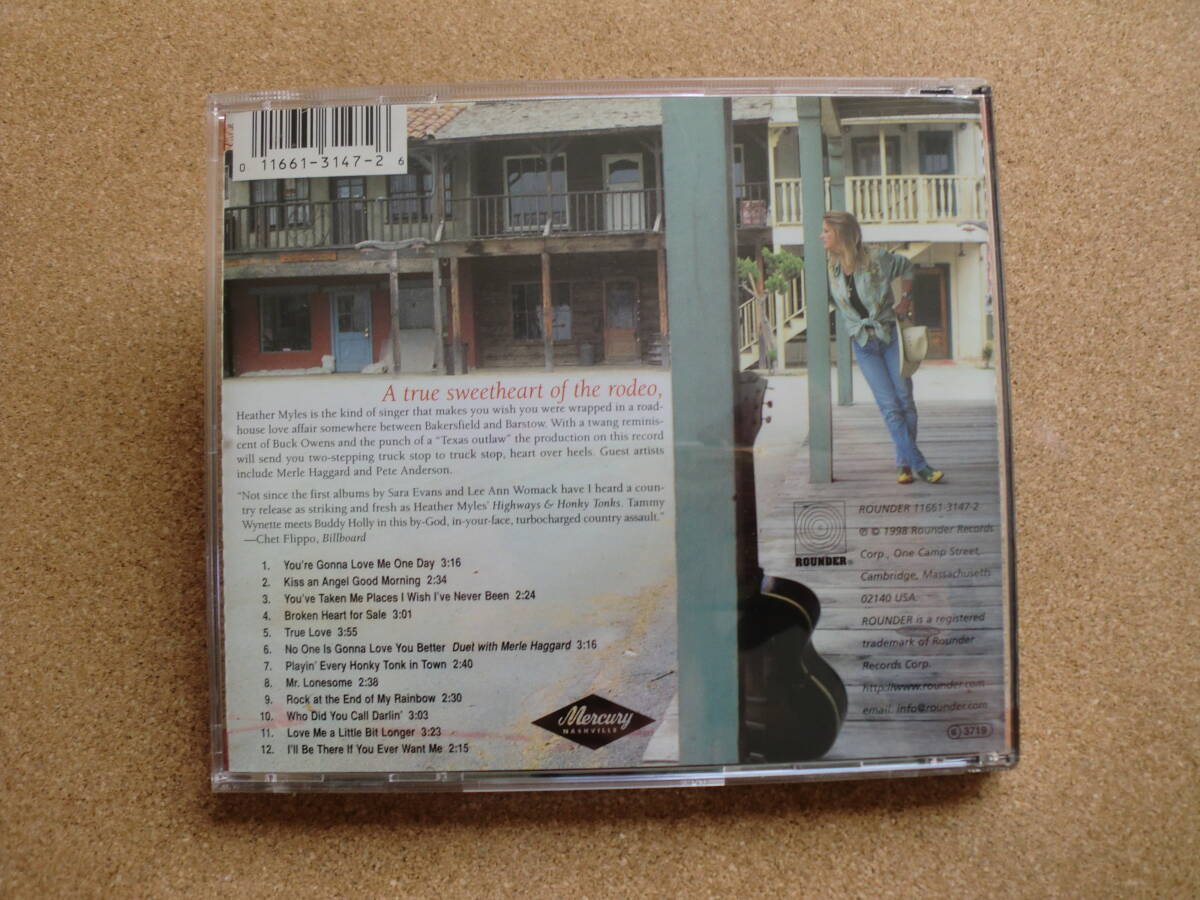 0 11661-3147-2 6
A true sweetheart of the rodeo,
Heather Myles is the kind of singer that makes you wish you were wrapped in a road-
house love affair somewhere between Bakersfield and Barstow. With a twang reminis-
cent of Buck Owens and the punch of a “Texas outlaw” the production on this record
will send you two-stepping truck stop to truck stop, heart over heels. Guest artists
include Merle Haggard and Pete Anderson.
“Not since the first albums by Sara Evans and Lee Ann Womack have I heard a coun-
try release as striking and fresh as Heather Myles’ Highways & Honky Tonks. Tammy
Wynette meets Buddy Holly in this by-God, in-your-face, turbocharged country assault.”
—Chet Flippo, Billboard
1. You're Gonna Love Me One Day 3:16
2. Kiss an Angel Good Morning 2:34
3. You've Taken Me Places I Wish I've Never Been 2:24
4. Broken Heart for Sale 3:01
5. True Love 3:55
6. No One Is Gonna Love You Better Duet with Merle Haggard 3:16
7. Playin' Every Honky Tonk in Town 2:40
8. Mr. Lonesome 2:38
9. Rock at the End of My Rainbow 2:30
10. Who Did You Call Darlin' 3:03
11. Love Me a Little Bit Longer 3:23
12. I'll Be There If You Ever Want Me 2:15
Mercury
NASHVILLE
ROUNDER®
ROUNDER 11661-3147-2
℗ © 1998 Rounder Records
Corp., One Camp Street,
Cambridge, Massachusetts
02140 USA.
ROUNDER is a registered
trademark of Rounder
Records Corp.
http://www.rounder.com
email: info@rounder.com
6 3719